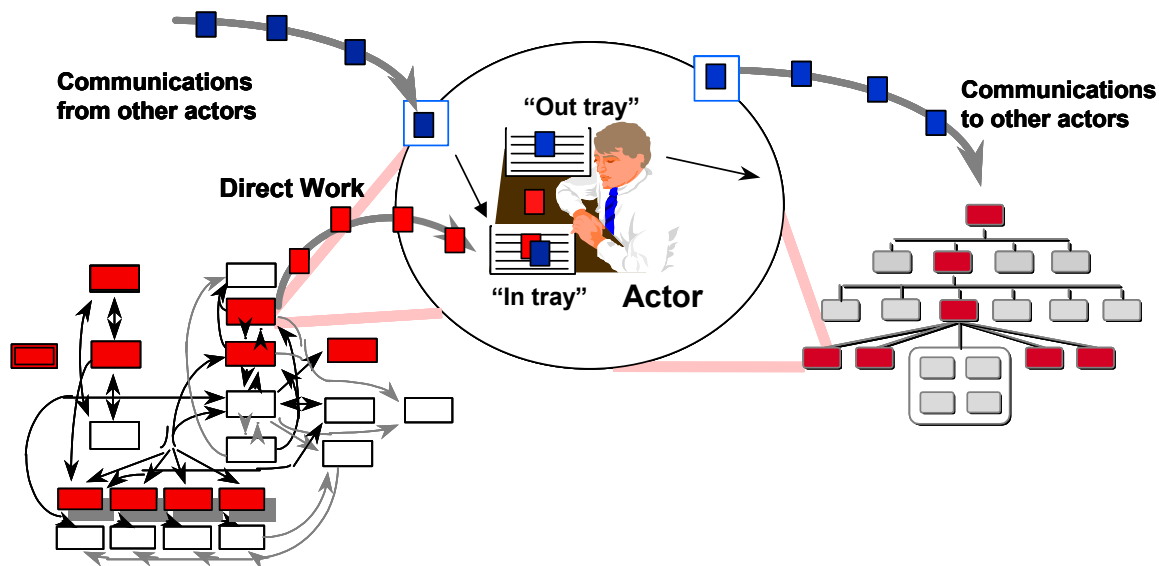 Communications
from other actors
“Out tray”
Communications
to other actors
Direct Work
“In tray”
Actor